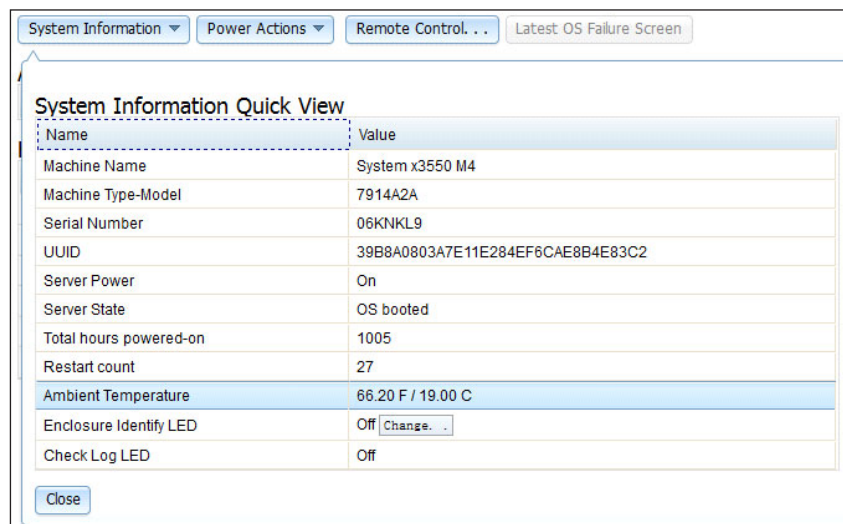 System Information Power Actions Remote Control. . . Latest OS Failure Screen
System Information Quick View
Name Value
Machine Name System x3550 M4
Machine Type-Model 7914A2A
Serial Number 06KNKL9
UUID 39B8A0803A7E11E284EF6CAE8B4E83C2
Server Power On
Server State OS booted
Total hours powered-on 1005
Restart count 27
Ambient Temperature 66.20 F / 19.00 C
Enclosure Identify LED Off Change. .
Check Log LED Off
Close